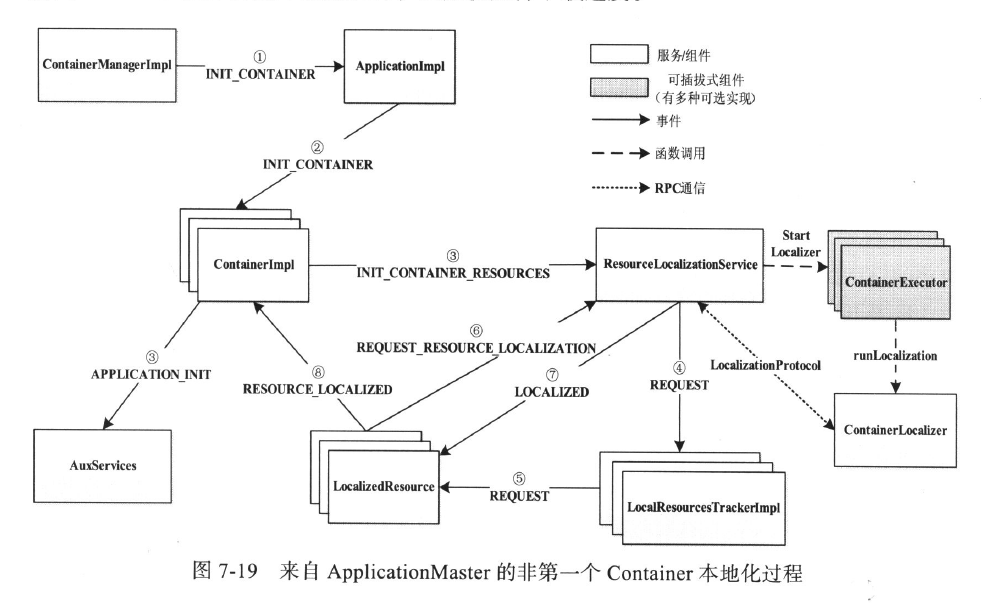 ①
INIT_CONTAINER
ContainerManagerImpl
ApplicationImpl
服务/组件
可插拔式组件
（有多种可选实现）
事件
函数调用
RPC通信
②
INIT_CONTAINER
ContainerImpl
③
INIT_CONTAINER_RESOURCES
ResourceLocalizationService
Start
Localizer
ContainerExecutor
③
APPLICATION_INIT
⑧
RESOURCE_LOCALIZED
⑥
REQUEST_RESOURCE_LOCALIZATION
⑦
LOCALIZED
④
REQUEST
LocalizationProtocol
runLocalization
ContainerLocalizer
AuxServices
LocalizedResource
⑤
REQUEST
LocalResourcesTrackerImpl
图 7-19 来自 ApplicationMaster 的非第一个 Container 本地化过程